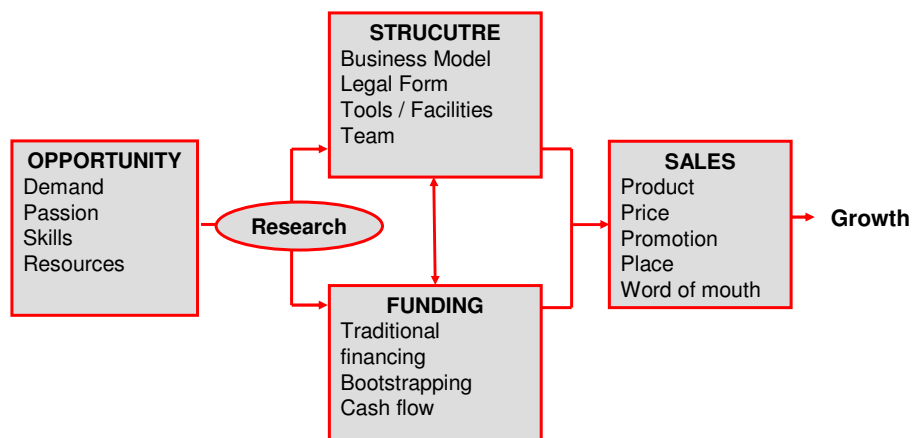 STRUCUTRE
Business Model
Legal Form
Tools / Facilities
Team
OPPORTUNITY
Demand
Passion
Skills
Resources
Research
SALES
Product
Price
Promotion
Place
Word of mouth
Growth
FUNDING
Traditional
financing
Bootstrapping
Cash flow